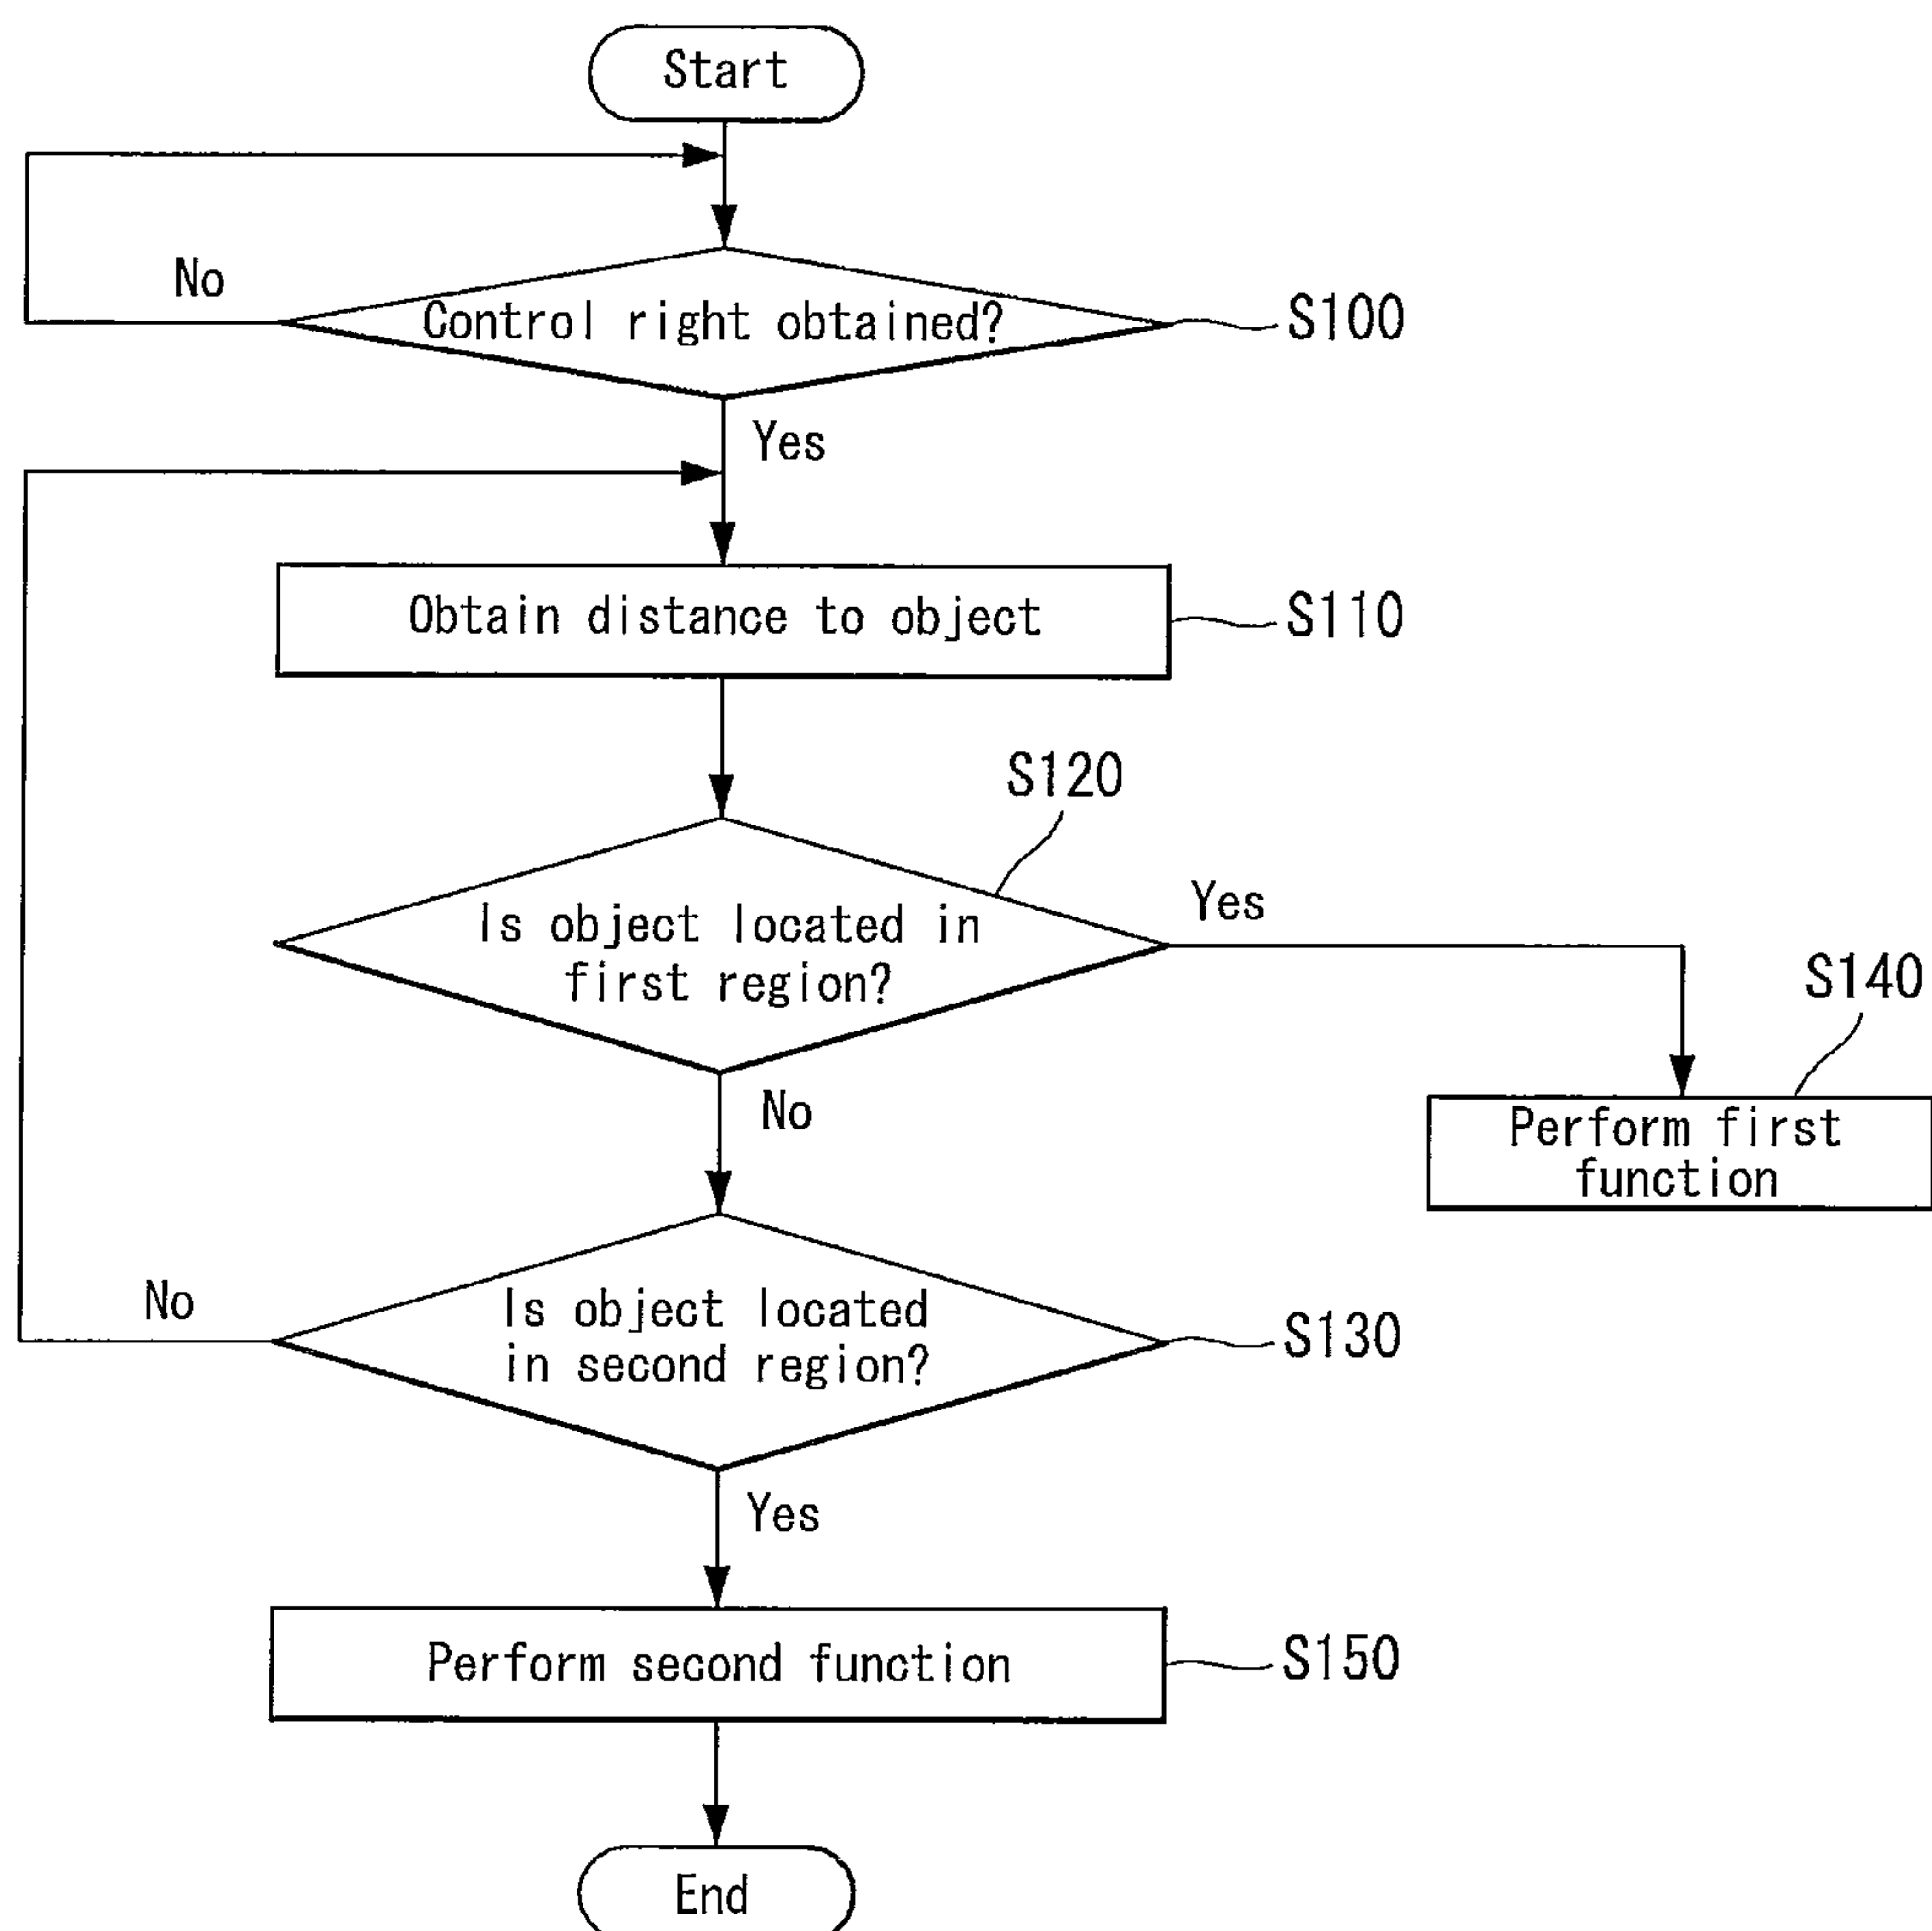 Start
No
Control right obtained?
S100
Yes
Obtain distance to object
S110
S120
Is object located in
first region?
Yes
S140
No
Perform first
function
No
Is object located
in second region?
S130
Yes
Perform second function
S150
End